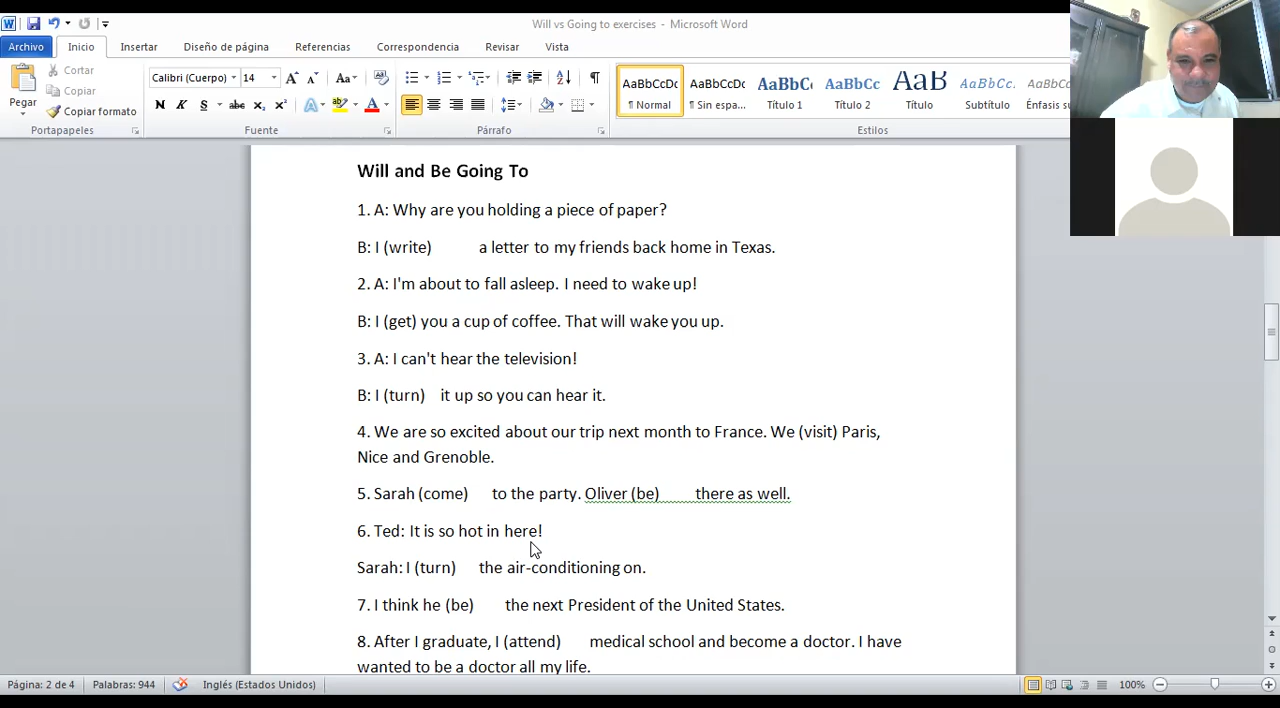 Will vs Going to exercises - Microsoft Word
Archivo Inicio Insertar Diseño de página Referencias Correspondencia Revisar Vista
Pegar
Cortar
Copiar
Copiar formato
Portapapeles
Calibri (Cuerpo) 14
N K S abc x₂ x²
Aa
Fuente
Párrafo
AaBbCcDc AaBbCcDc AaBbC AaBbCc AaB AaBbCc. AaBbC
¶ Normal ¶ Sin espa... Título 1 Título 2 Título Subtítulo Énfasis su
Estilos
Will and Be Going To
1. A: Why are you holding a piece of paper?
B: I (write) a letter to my friends back home in Texas.
2. A: I'm about to fall asleep. I need to wake up!
B: I (get) you a cup of coffee. That will wake you up.
3. A: I can't hear the television!
B: I (turn) it up so you can hear it.
4. We are so excited about our trip next month to France. We (visit) Paris,
Nice and Grenoble.
5. Sarah (come) to the party. Oliver (be) there as well.
6. Ted: It is so hot in here!
Sarah: I (turn) the air-conditioning on.
7. I think he (be) the next President of the United States.
8. After I graduate, I (attend) medical school and become a doctor. I have
wanted to be a doctor all my life.
Página: 2 de 4 Palabras: 944 Inglés (Estados Unidos) 100%